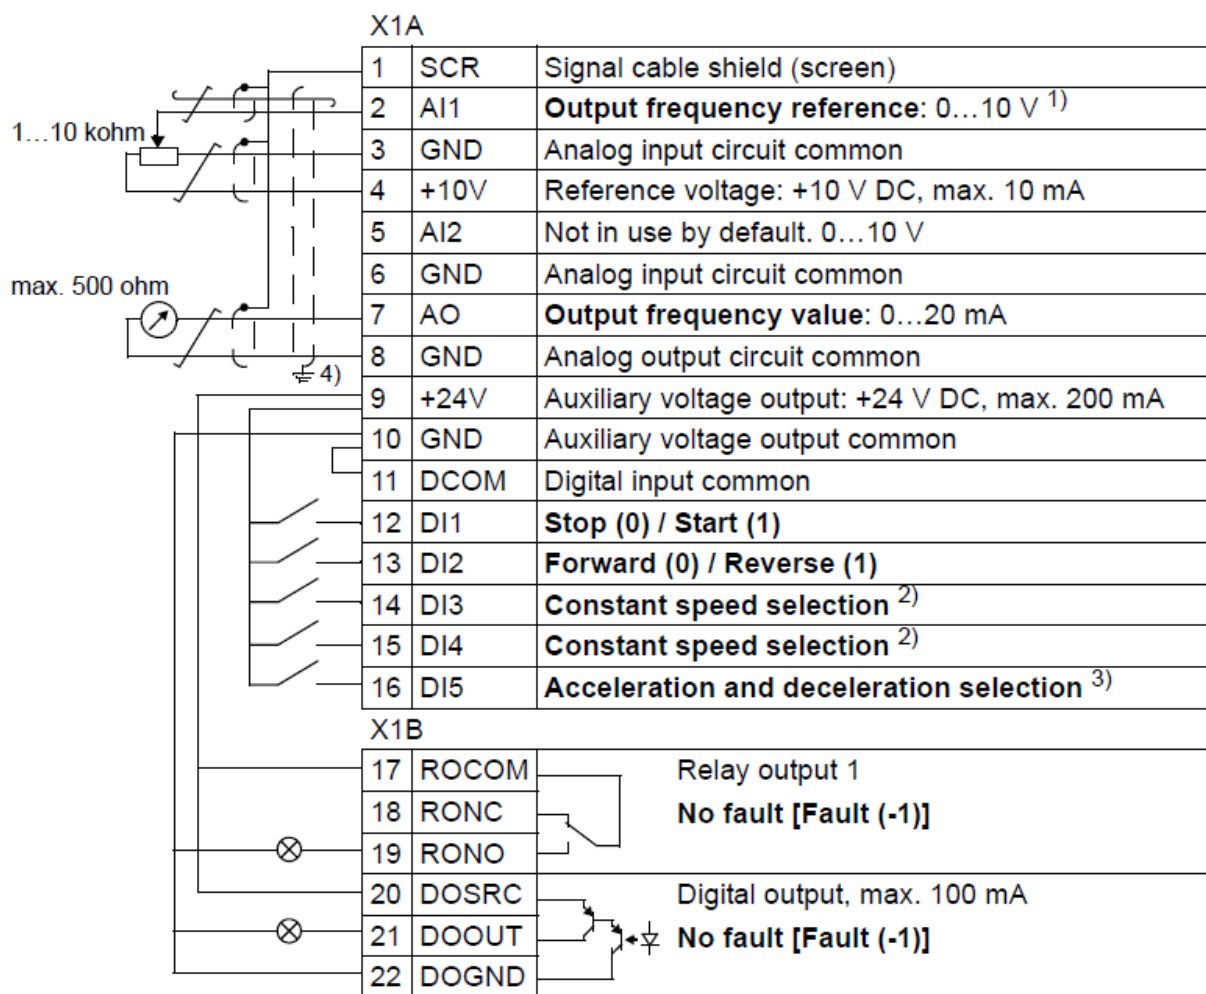 X1A
1 SCR Signal cable shield (screen)
2 AI1 Output frequency reference: 0…10 V 1)
1…10 kohm
3 GND Analog input circuit common
4 +10V Reference voltage: +10 V DC, max. 10 mA
5 AI2 Not in use by default. 0…10 V
6 GND Analog input circuit common
max. 500 ohm
7 AO Output frequency value: 0…20 mA
8 GND Analog output circuit common
4)
9 +24V Auxiliary voltage output: +24 V DC, max. 200 mA
10 GND Auxiliary voltage output common
11 DCOM Digital input common
12 DI1 Stop (0) / Start (1)
13 DI2 Forward (0) / Reverse (1)
14 DI3 Constant speed selection 2)
15 DI4 Constant speed selection 2)
16 DI5 Acceleration and deceleration selection 3)
X1B
17 ROCOM Relay output 1
18 RONC No fault [Fault (-1)]
19 RONO
20 DOSRC Digital output, max. 100 mA
21 DOOUT No fault [Fault (-1)]
22 DOGND